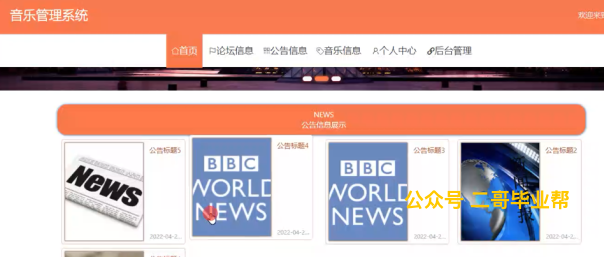 音乐管理系统
欢迎来到
首页 论坛信息 公告信息 音乐信息 个人中心 后台管理
NEWS
公告信息展示
公告标题5
公告标题4
公告标题3
公告标题2
News
BBC
WORLD
NEWS
BBC
WORLD
NEWS
公众号 二哥毕业帮
2022-04-2...
2022-04-2...
2022-04-2...
2022-04-2...